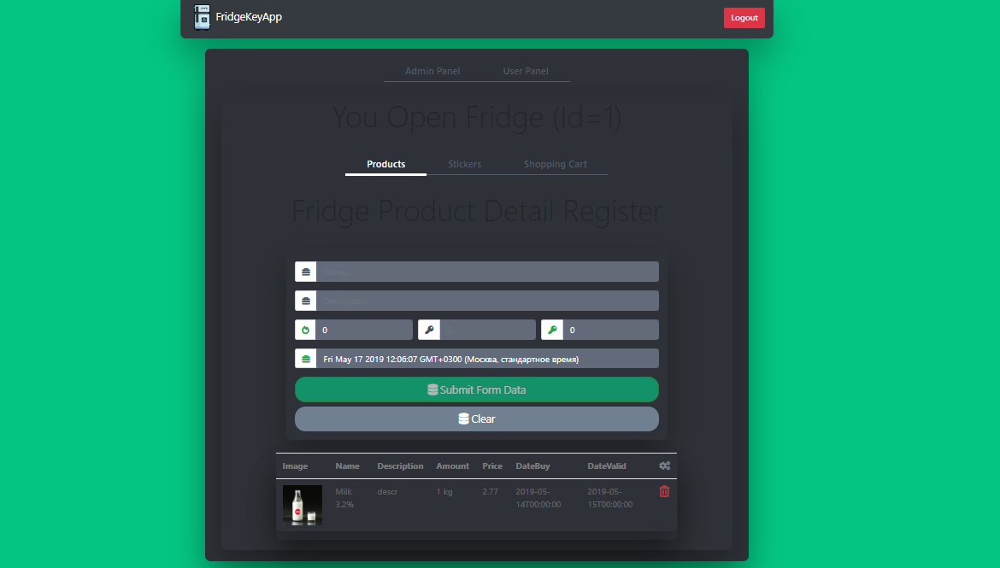 FridgeKeyApp
Logout
Admin Panel User Panel
You Open Fridge (Id=1)
Products Stickers Shopping Cart
Fridge Product Detail Register
Name...
Description...
0 0
Fri May 17 2019 12:06:07 GMT+0300 (Москва, стандартное время)
Submit Form Data
Clear
Image Name Description Amount Price DateBuy DateValid
Milk 3.2% descr 1 kg 2.77 2019-05-14T00:00:00 2019-05-15T00:00:00